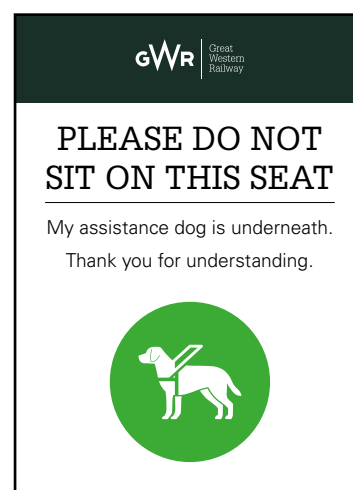 GWR
Great
Western
Railway
PLEASE DO NOT
SIT ON THIS SEAT
My assistance dog is underneath.
Thank you for understanding.